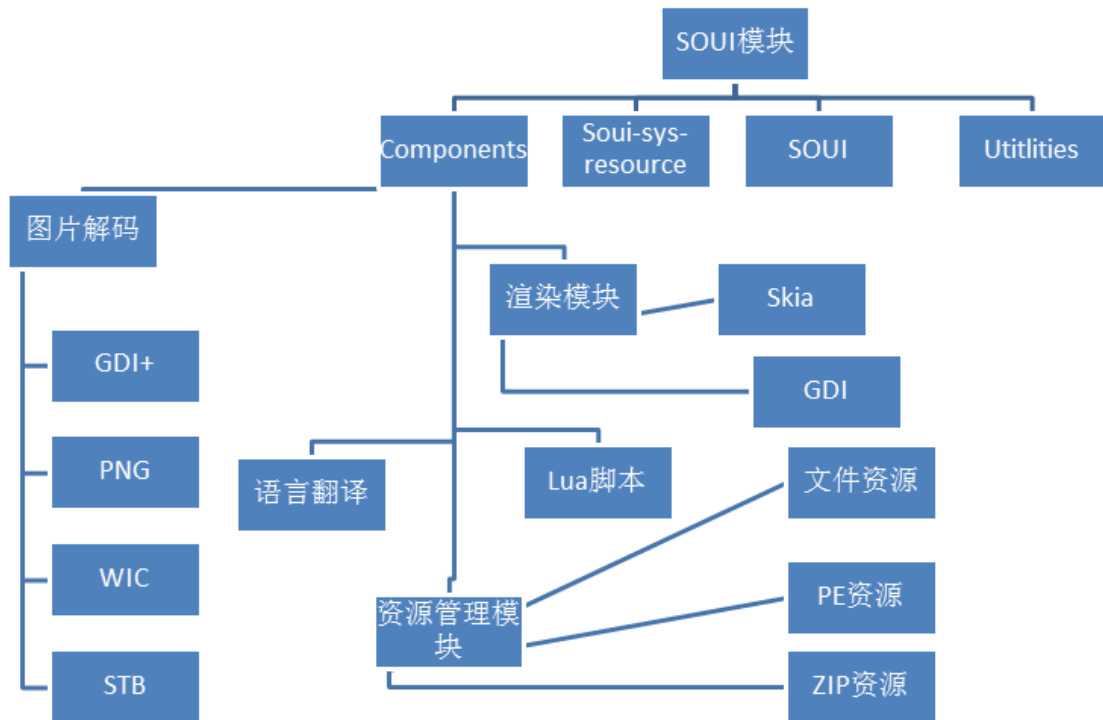 SOUI模块
Components
Soui-sys-
resource
SOUI
Utitlities
图片解码
渲染模块
Skia
GDI+
GDI
PNG
语言翻译
Lua脚本
文件资源
WIC
资源管理模
块
PE资源
STB
ZIP资源